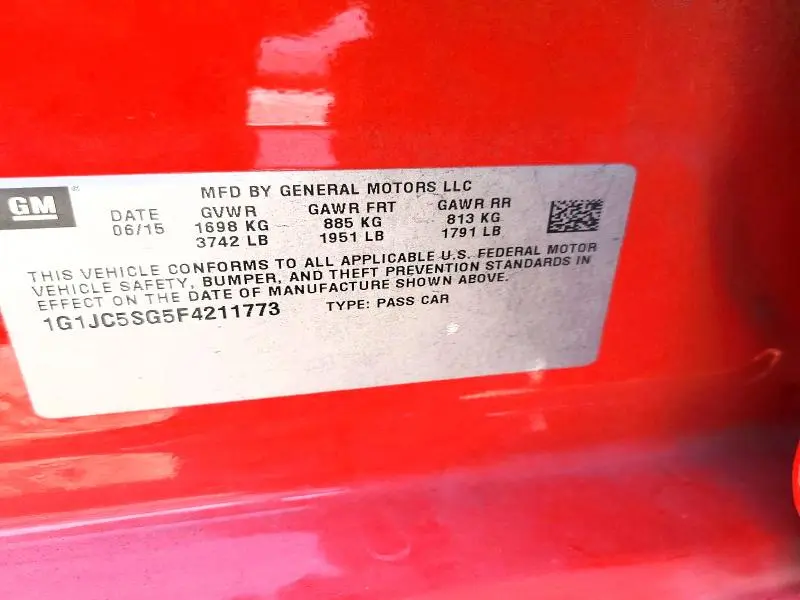 GM®
MFD BY GENERAL MOTORS LLC
DATE GVWR GAWR FRT GAWR RR
06/15 1698 KG 885 KG 813 KG
3742 LB 1951 LB 1791 LB
THIS VEHICLE CONFORMS TO ALL APPLICABLE U.S. FEDERAL MOTOR
VEHICLE SAFETY, BUMPER, AND THEFT PREVENTION STANDARDS IN
EFFECT ON THE DATE OF MANUFACTURE SHOWN ABOVE.
1G1JC5SG5F4211773 TYPE: PASS CAR